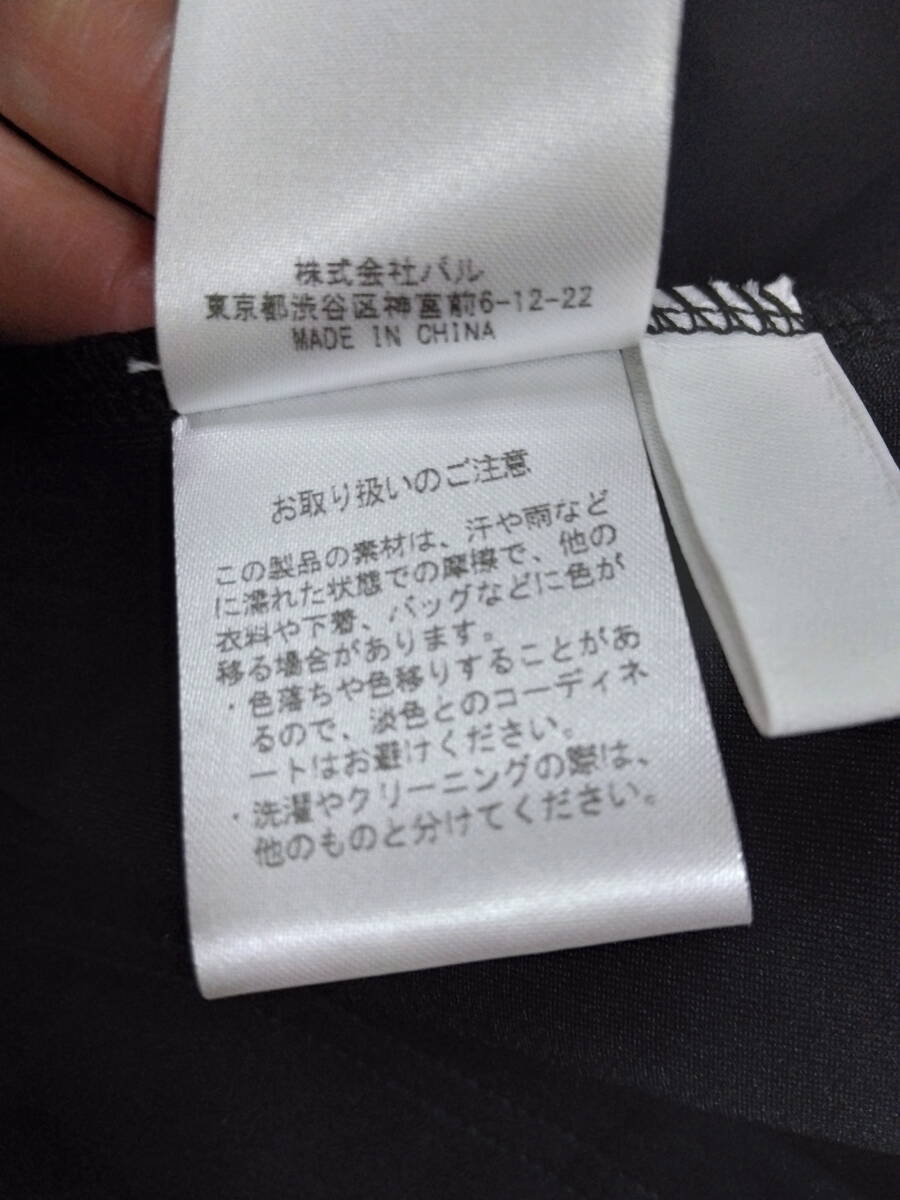 株式会社パル
東京都渋谷区神宮前6-12-22
MADE IN CHINA
お取り扱いのご注意
この製品の素材は、汗や雨など
に濡れた状態での摩擦で、他の
衣料や下着、バッグなどに色が
移る場合があります。
・色落ちや色移りすることがあ
るので、淡色とのコーディネ
ートはお避けください。
・洗濯やクリーニングの際は、
他のものと分けてください。